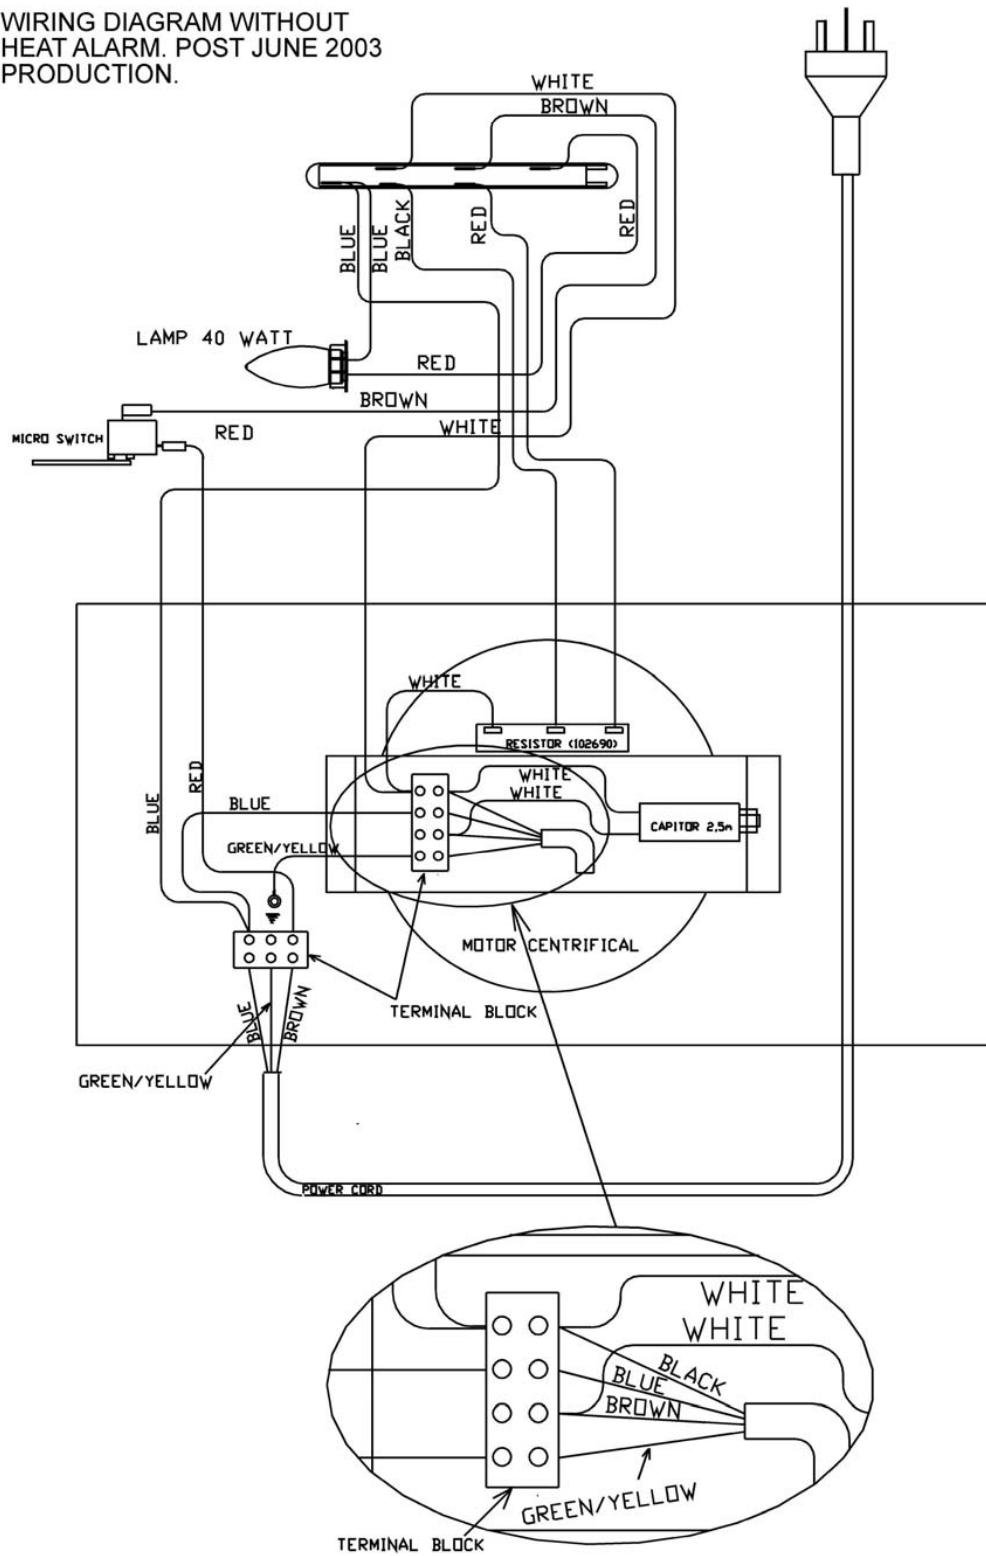 WIRING DIAGRAM WITHOUT
HEAT ALARM. POST JUNE 2003
PRODUCTION.
WHITE
BROWN
BLUE
BLUE
BLACK
RED
RED
LAMP 40 WATT
RED
BROWN
RED
MICRO SWITCH
WHITE
WHITE
RESISTOR (102690)
RED
BLUE
WHITE
WHITE
BLUE
CAPITOR 2,5m
GREEN/YELLOW
MOTOR CENTRIFICAL
TERMINAL BLOCK
BLUE
BROWN
GREEN/YELLOW
POWER CORD
WHITE
WHITE
BLACK
BLUE
BROWN
GREEN/YELLOW
TERMINAL BLOCK